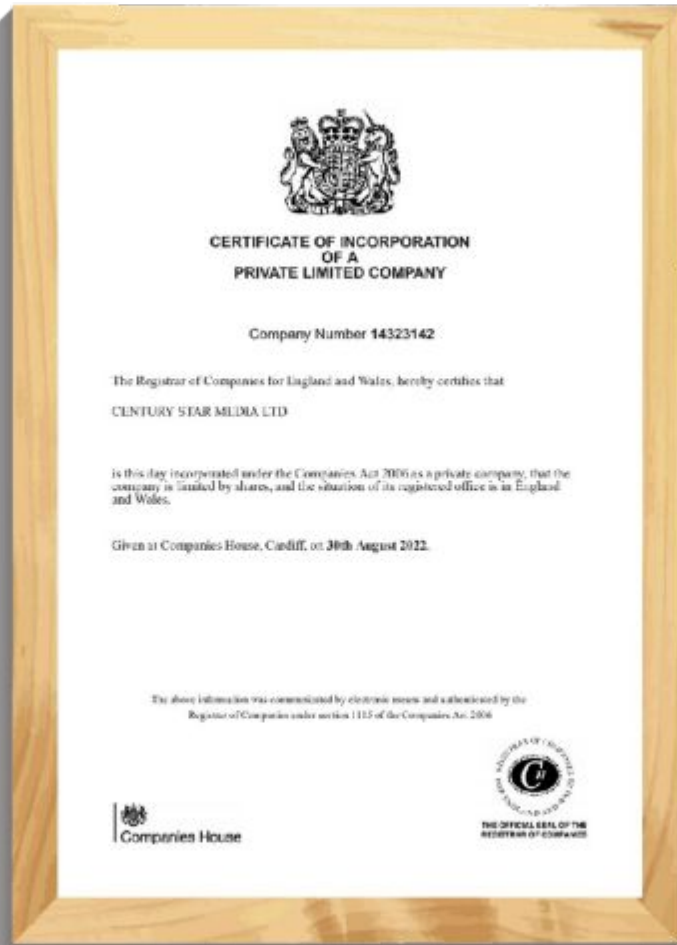 CERTIFICATE OF INCORPORATION
OF A
PRIVATE LIMITED COMPANY
Company Number 14323142
The Registrar of Companies for England and Wales, hereby certifies that
CENTURY STAR MEDIA LTD
is this day incorporated under the Companies Act 2006 as a private company, that the
company is limited by shares, and the situation of its registered office is in England
and Wales.
Given at Companies House, Cardiff, on 30th August 2022.
The above information was communicated by electronic means and authenticated by the
Registrar of Companies under section 1115 of the Companies Act 2006
Companies House
THE OFFICIAL SEAL OF THE
REGISTRAR OF COMPANIES